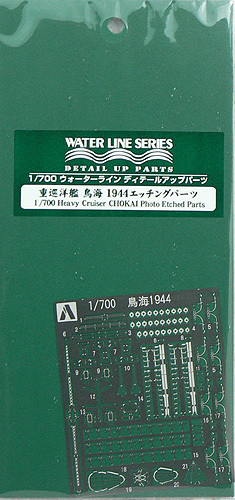 WATER LINE SERIES
DETAIL UP PARTS
1/700 ウォーターライン ディテールアップパーツ
重巡洋艦 鳥海 1944エッチングパーツ
1/700 Heavy Cruiser CHOKAI Photo Etched Parts
1/700 鳥海1944